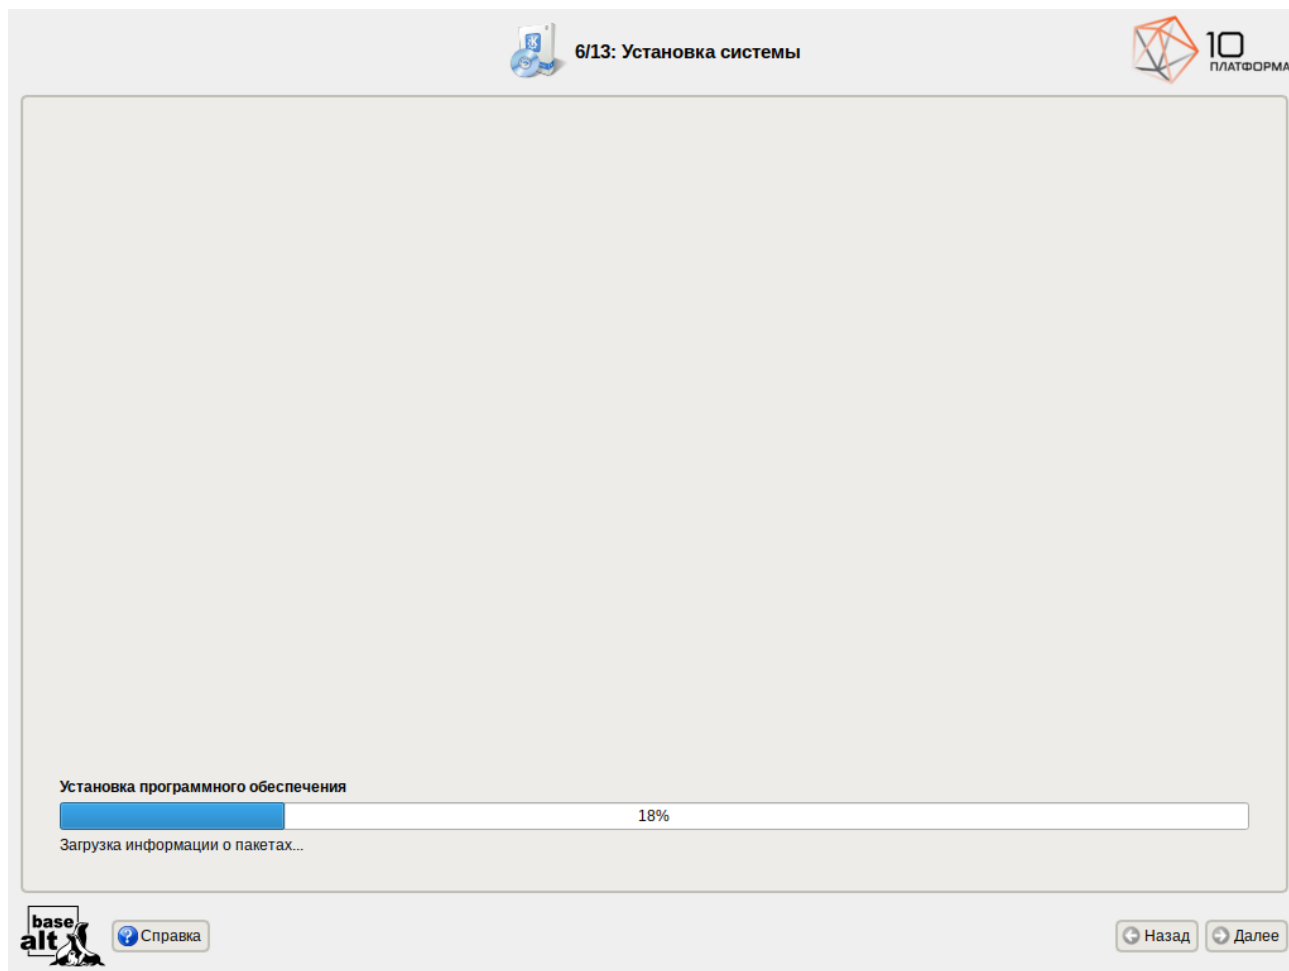 6/13: Установка системы
10
ПЛАТФОРМА
Установка программного обеспечения
18%
Загрузка информации о пакетах...
base
alt
Справка
Назад
Далее